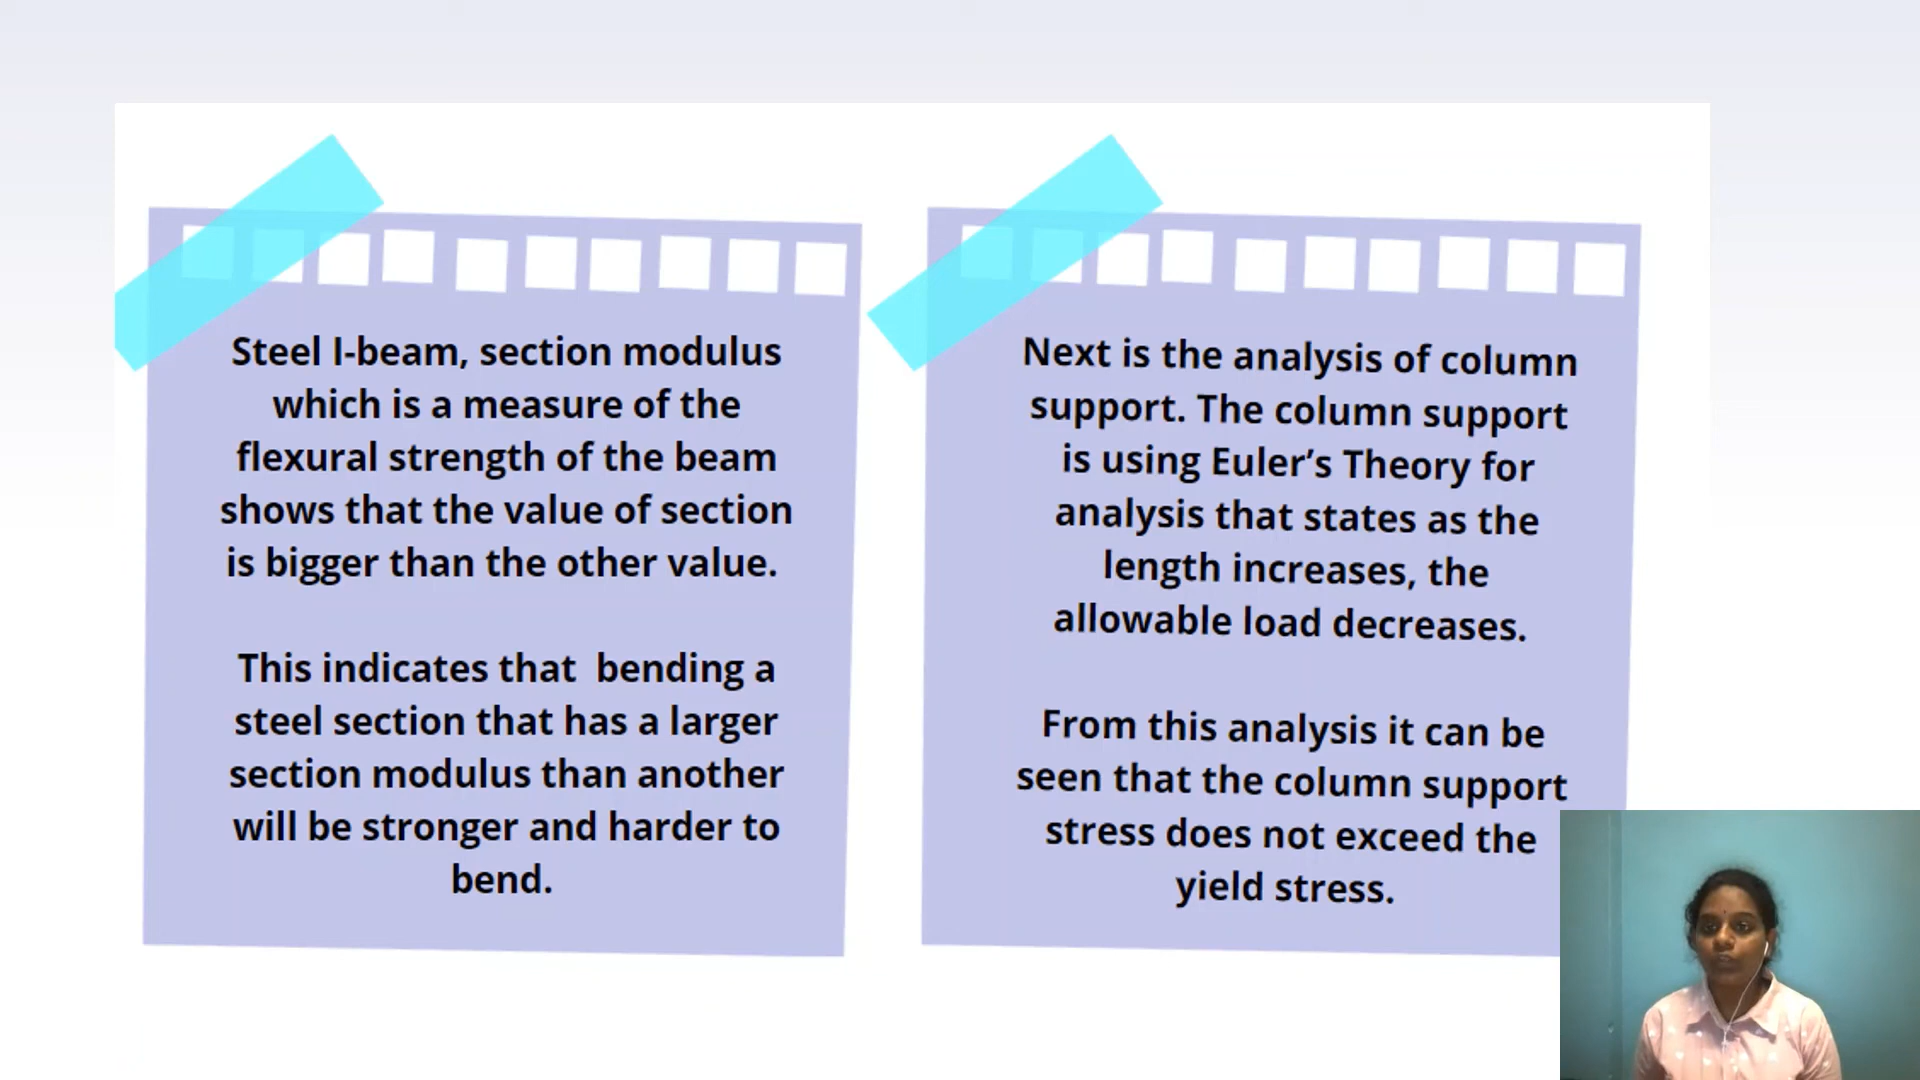 Steel I-beam, section modulus
which is a measure of the
flexural strength of the beam
shows that the value of section
is bigger than the other value.
This indicates that  bending a
steel section that has a larger
section modulus than another
will be stronger and harder to
bend.
Next is the analysis of column
support. The column support
is using Euler’s Theory for
analysis that states as the
length increases, the
allowable load decreases.
From this analysis it can be
seen that the column support
stress does not exceed the
yield stress.